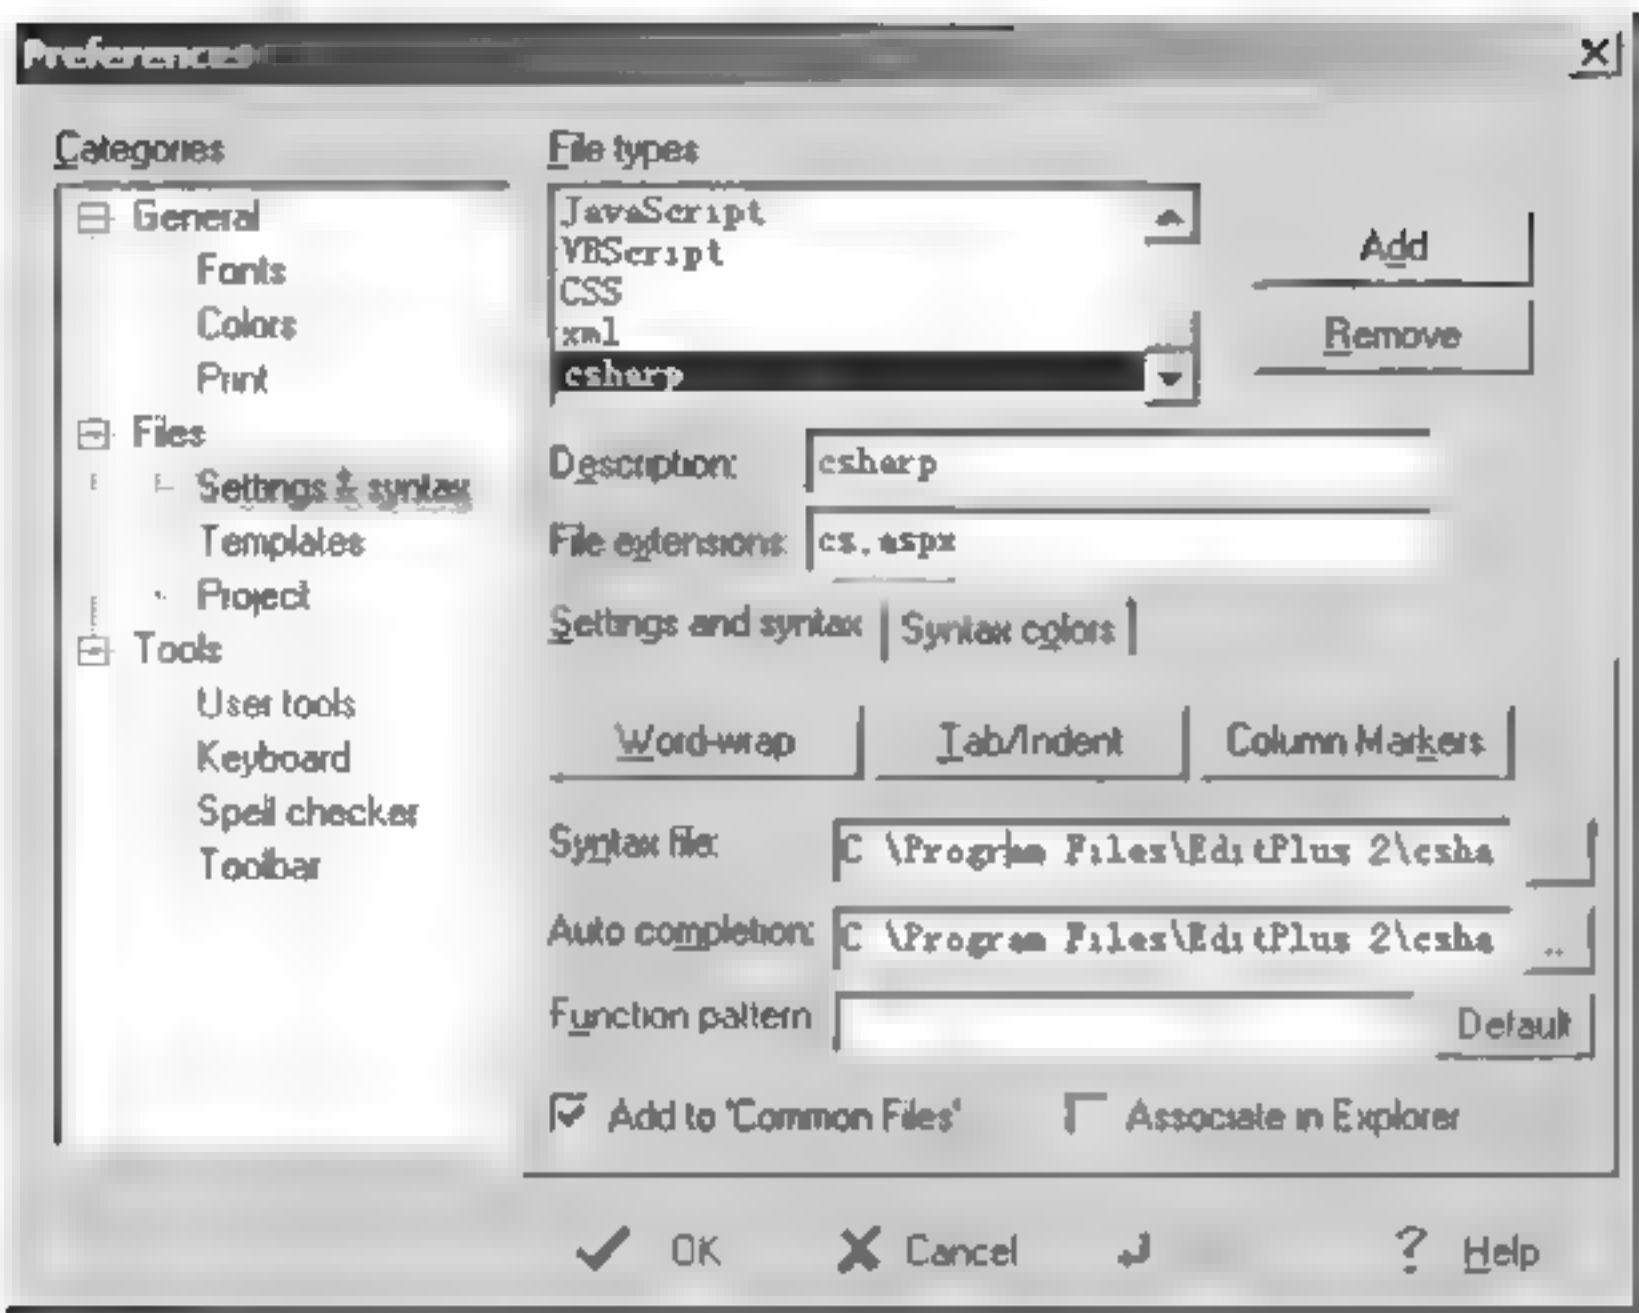 Preferences
Categories
General
Fonts
Colors
Print
Files
Settings & syntax
Templates
Project
Tools
User tools
Keyboard
Spell checker
Toolbar
File types
JavaScript
VBScript
CSS
xml
csharp
Add
Remove
Description: csharp
File extensions: cs,aspx
Settings and syntax Syntax colors
Word-wrap Tab/Indent Column Markers
Syntax file: C \Program Files\EditPlus 2\csha
Auto completion: C \Program Files\EditPlus 2\csha ..
Function pattern Default
Add to 'Common Files' Associate in Explorer
OK Cancel ? Help